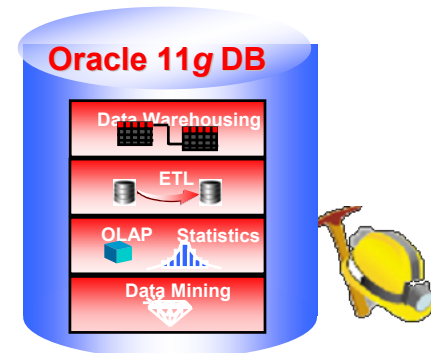 Oracle 11g DB
Data Warehousing
ETL
OLAP Statistics
Data Mining